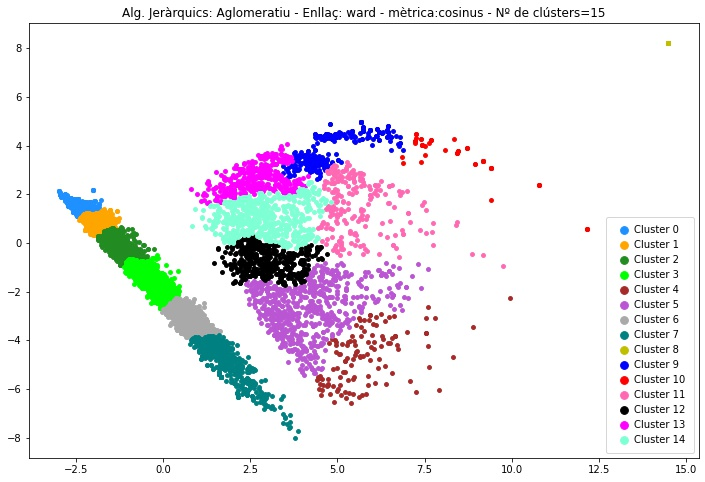 Alg. Jeràrquics: Aglomeratiu - Enllaç: ward - mètrica:cosinus - Nº de clústers=15
8
6
4
2
0
−2
−4
−6
−8
−2.5 0.0 2.5 5.0 7.5 10.0 12.5 15.0
Cluster 0
Cluster 1
Cluster 2
Cluster 3
Cluster 4
Cluster 5
Cluster 6
Cluster 7
Cluster 8
Cluster 9
Cluster 10
Cluster 11
Cluster 12
Cluster 13
Cluster 14